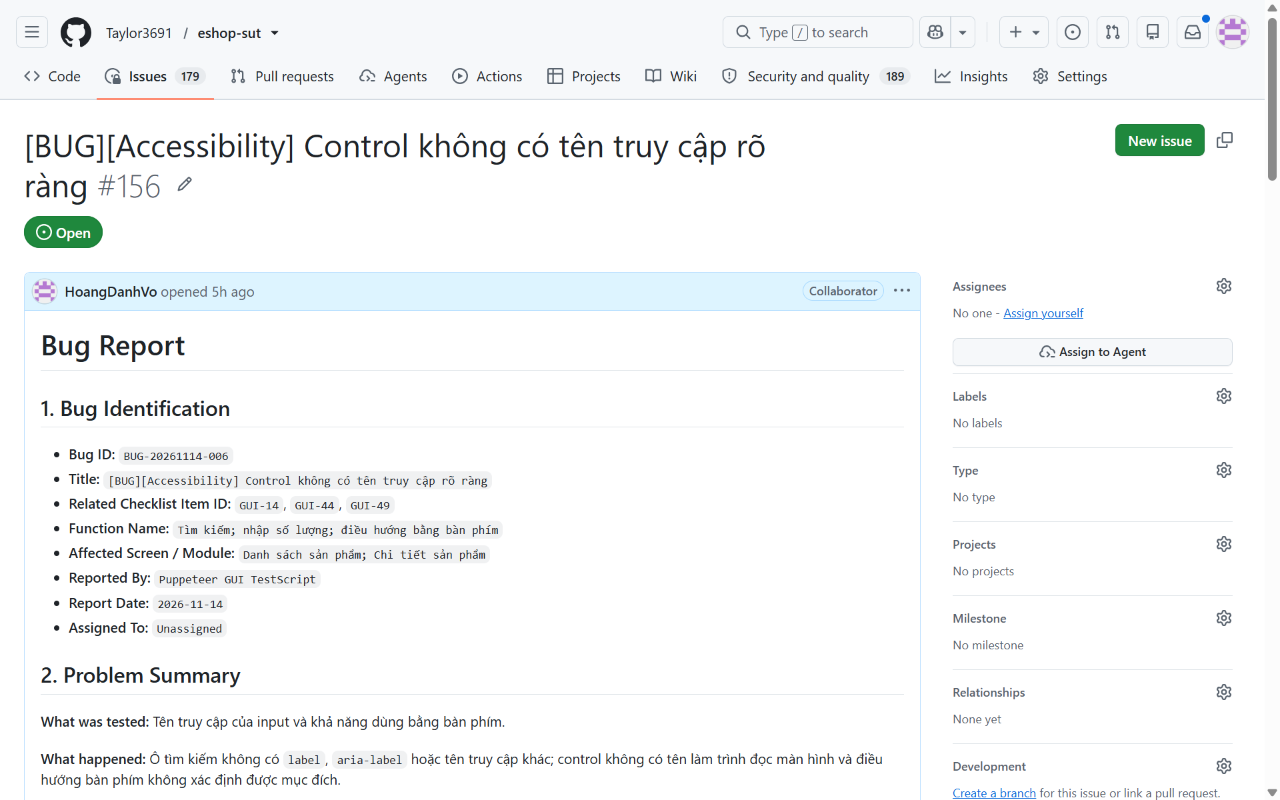 Taylor3691 / eshop-sut
Type / to search
Code
Issues 179
Pull requests
Agents
Actions
Projects
Wiki
Security and quality 189
Insights
Settings
[BUG][Accessibility] Control không có tên truy cập rõ
ràng #156
New issue
Open
HoangDanhVo opened 5h ago
Collaborator
Bug Report
1. Bug Identification
Bug ID: BUG-20261114-006
Title: [BUG][Accessibility] Control không có tên truy cập rõ ràng
Related Checklist Item ID: GUI-14, GUI-44, GUI-49
Function Name: Tìm kiếm; nhập số lượng; điều hướng bằng bàn phím
Affected Screen / Module: Danh sách sản phẩm; Chi tiết sản phẩm
Reported By: Puppeteer GUI TestScript
Report Date: 2026-11-14
Assigned To: Unassigned
2. Problem Summary
What was tested: Tên truy cập của input và khả năng dùng bằng bàn phím.
What happened: Ô tìm kiếm không có label, aria-label hoặc tên truy cập khác; control không có tên làm trình đọc màn hình và điều
hướng bàn phím không xác định được mục đích.
Assignees
No one - Assign yourself
Assign to Agent
Labels
No labels
Type
No type
Projects
No projects
Milestone
No milestone
Relationships
None yet
Development
Create a branch for this issue or link a pull request.